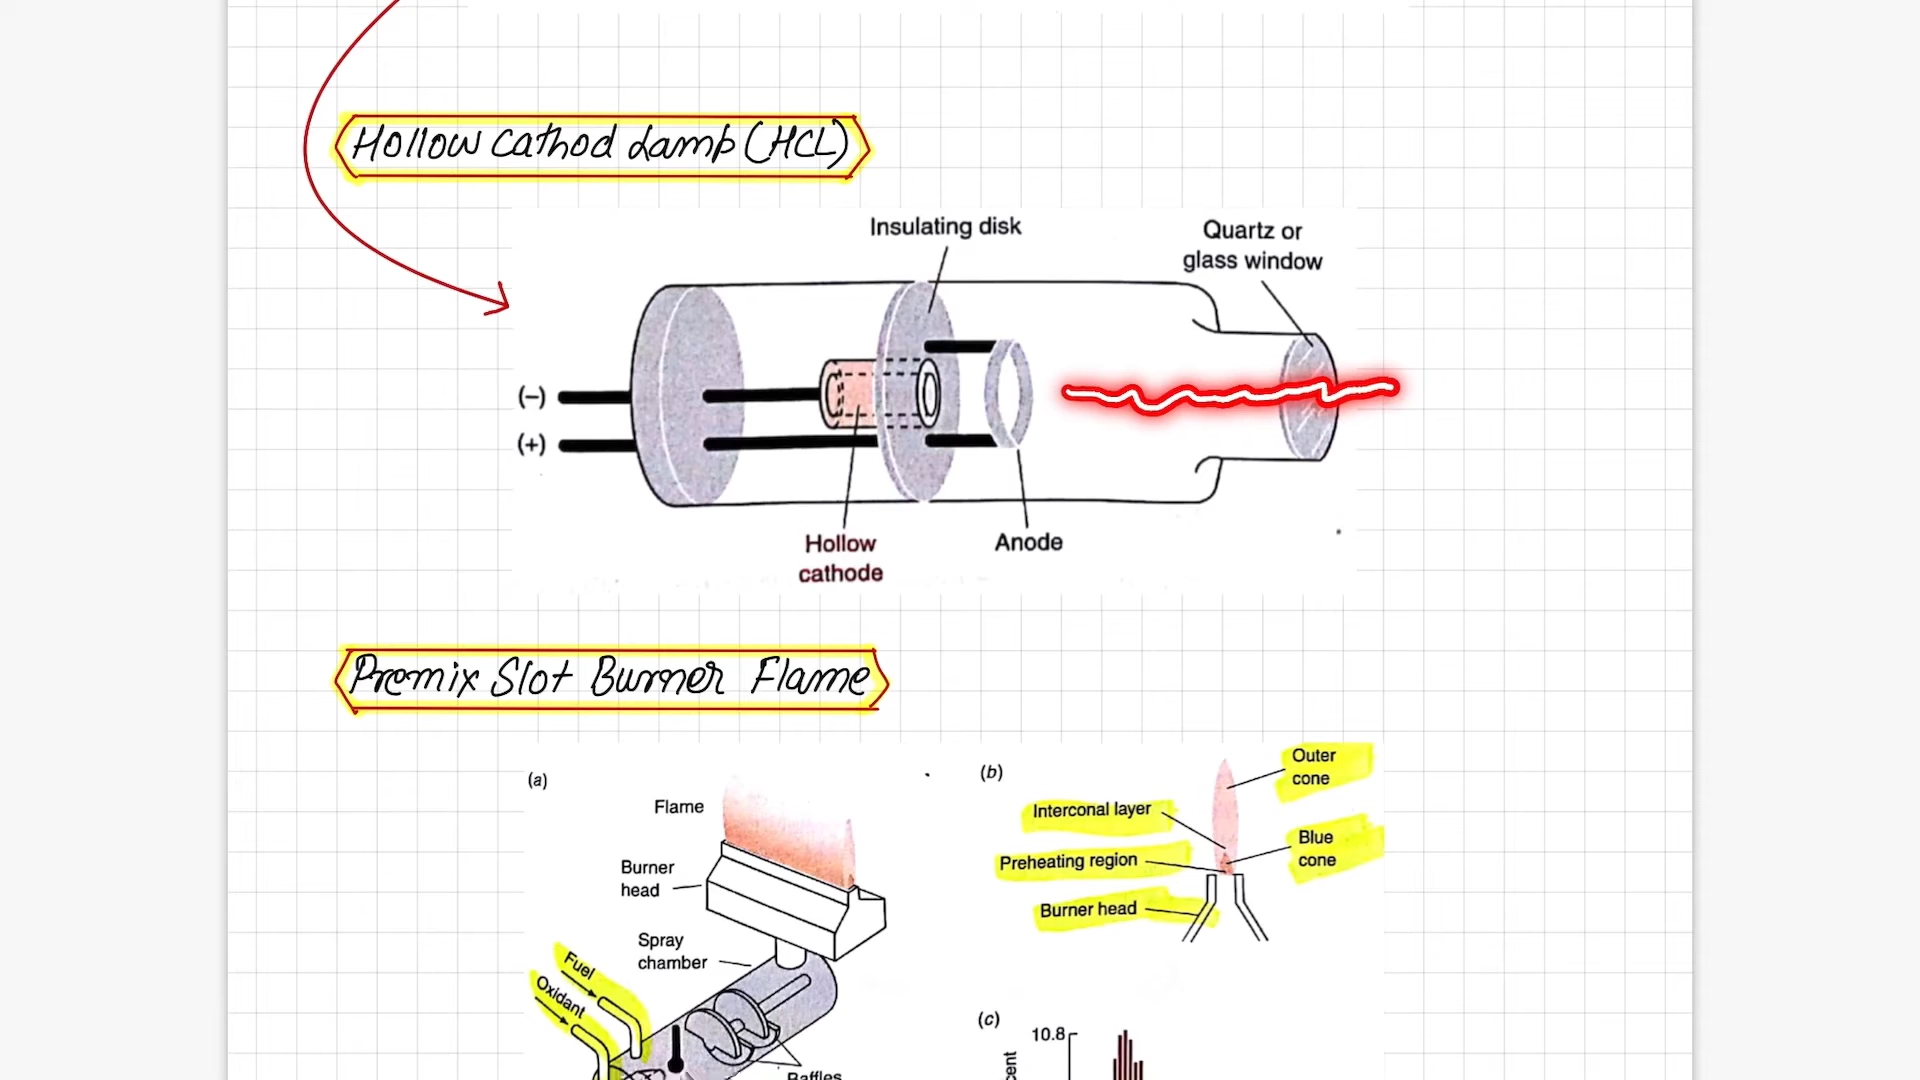 Hollow Cathod Lamp (HCL)
Insulating disk
Quartz or
glass window
(−)
(+)
Hollow
cathode
Anode
Premix Slot Burner Flame
(a)
Flame
Burner
head
Spray
chamber
Fuel
Oxidant
Baffles
(b)
Outer
cone
Interconal layer
Blue
cone
Preheating region
Burner head
(c)
10.8